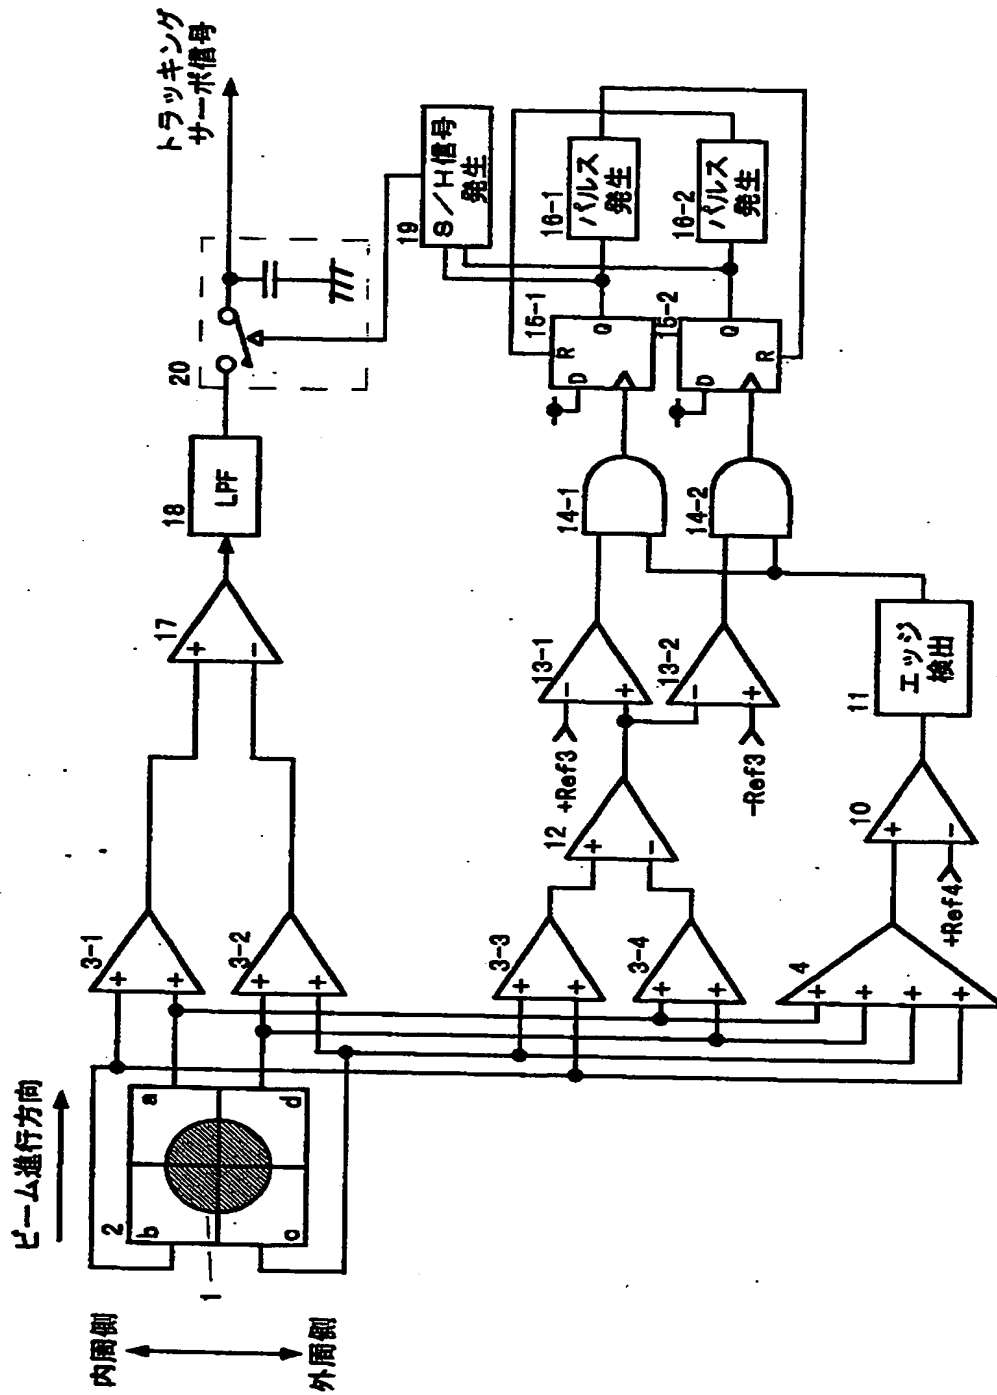 内周側
外周側
ビーム進行方向
1
2
a
b
c
d
3-1
+
+
3-2
+
+
3-3
+
+
3-4
+
+
4
+
+
+
+
17
+
-
18
LPF
20
トラッキング
サーボ信号
12
+
-
+Ref3
-Ref3
13-1
-
+
13-2
-
+
10
+
-
+Ref4
11
エッジ
検出
14-1
14-2
15-1
D
R
Q
15-2
D
R
Q
16-1
パルス
発生
16-2
パルス
発生
19
S/H信号
発生